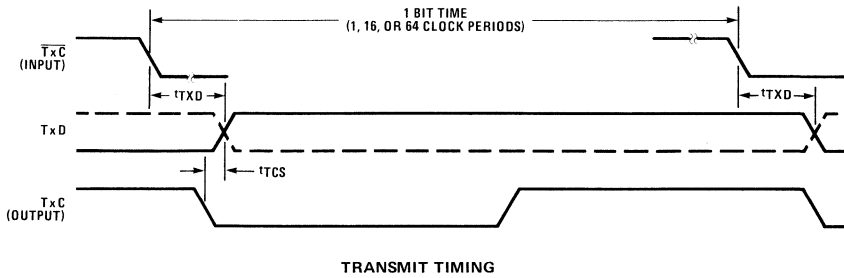 1 BIT TIME
(1, 16, OR 64 CLOCK PERIODS)
TxC
(INPUT)
tTXD
tTXD
TxD
tTCS
TxC
(OUTPUT)
TRANSMIT TIMING